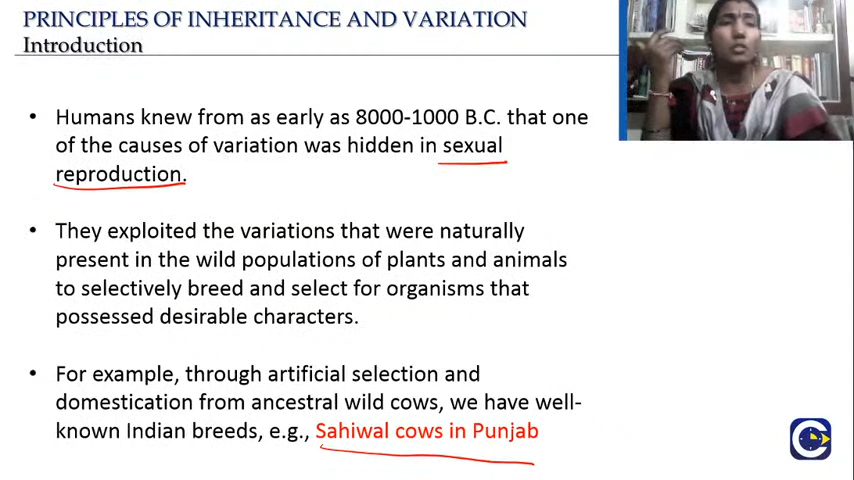 PRINCIPLES OF INHERITANCE AND VARIATION
Introduction
• Humans knew from as early as 8000-1000 B.C. that one
of the causes of variation was hidden in sexual
reproduction.
• They exploited the variations that were naturally
present in the wild populations of plants and animals
to selectively breed and select for organisms that
possessed desirable characters.
• For example, through artificial selection and
domestication from ancestral wild cows, we have well-
known Indian breeds, e.g., Sahiwal cows in Punjab